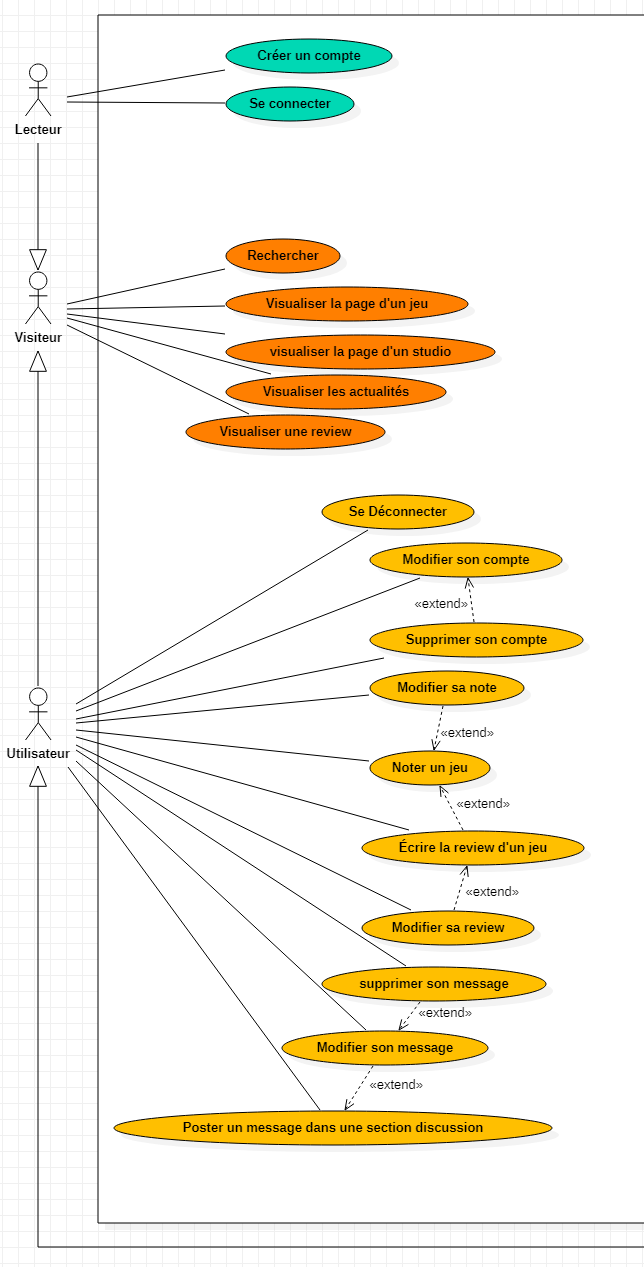 Créer un compte
Se connecter
Lecteur
Rechercher
Visualiser la page d'un jeu
Visiteur
visualiser la page d'un studio
Visualiser les actualités
Visualiser une review
Se Déconnecter
Modifier son compte
«extend»
Supprimer son compte
Modifier sa note
«extend»
Utilisateur
Noter un jeu
«extend»
Écrire la review d'un jeu
«extend»
Modifier sa review
supprimer son message
«extend»
Modifier son message
«extend»
Poster un message dans une section discussion